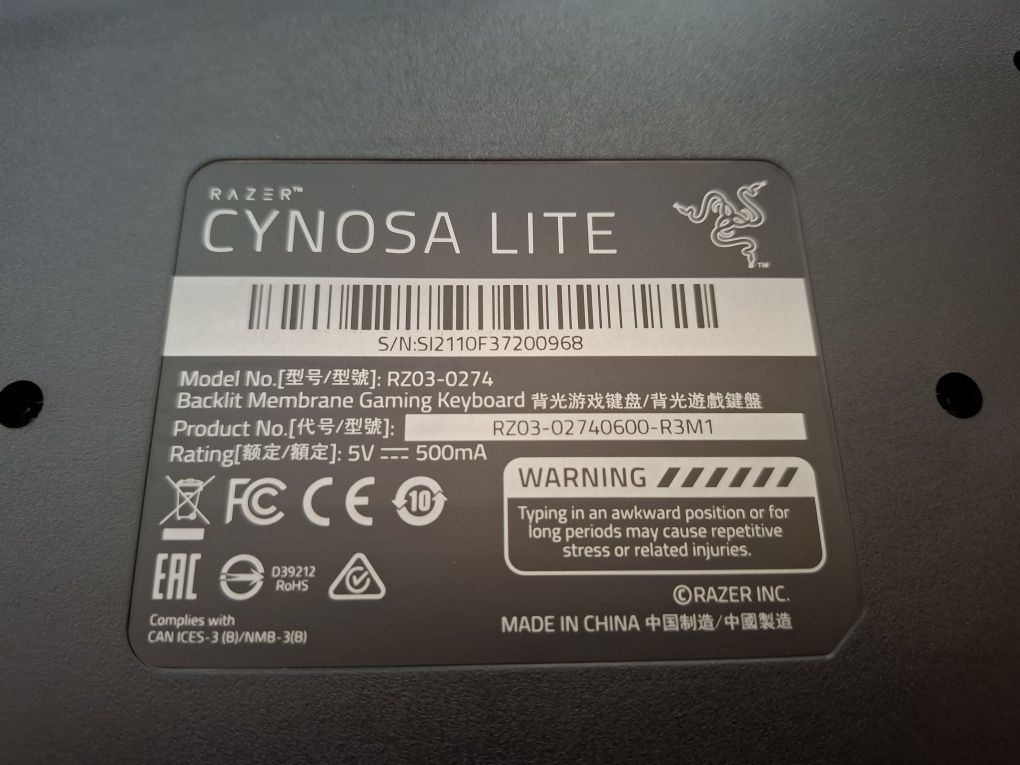 RAZER™
CYNOSA LITE
™
S/N:SI2110F37200968
Model No.[型号/型號]: RZ03-0274
Backlit Membrane Gaming Keyboard 背光游戏键盘/背光遊戲鍵盤
Product No.[代号/型號]: RZ03-02740600-R3M1
Rating[额定/額定]: 5V ⎓ 500mA
WARNING
Typing in an awkward position or for
long periods may cause repetitive
stress or related injuries.
FC CE 10
EAC D39212
RoHS
©RAZER INC.
Complies with
CAN ICES-3 (B)/NMB-3(B)
MADE IN CHINA 中国制造/中國製造